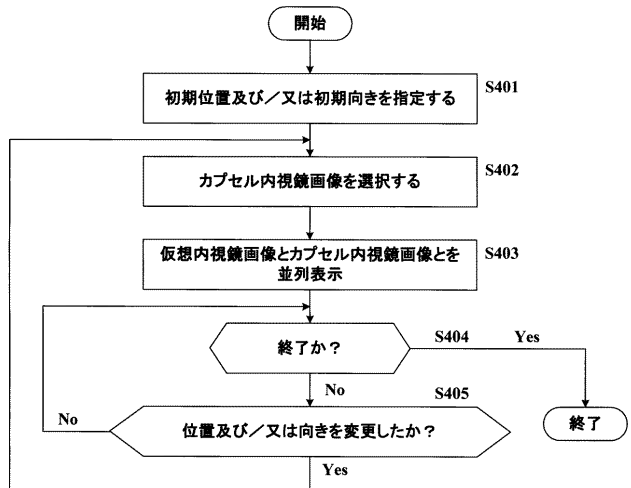 開始
初期位置及び／又は初期向きを指定する
S401
カプセル内視鏡画像を選択する
S402
仮想内視鏡画像とカプセル内視鏡画像とを
並列表示
S403
終了か？
S404
Yes
No
S405
終了
位置及び／又は向きを変更したか？
No
Yes